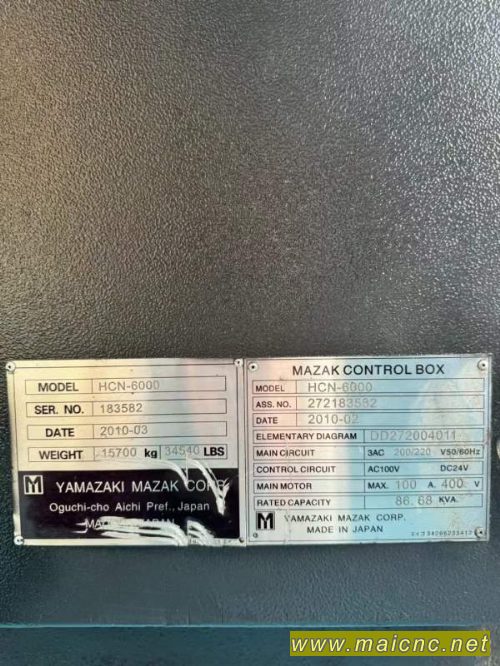 MODEL HCN-6000
SER. NO. 183582
DATE 2010-03
WEIGHT 15700 kg 34540 LBS
YAMAZAKI MAZAK CORP.
Oguchi-cho Aichi Pref., Japan
MADE IN JAPAN
MAZAK CONTROL BOX
MODEL HCN-6000
ASS. NO. 272183582
DATE 2010-02
ELEMENTARY DIAGRAM DD272004011
MAIN CIRCUIT 3AC 200/220 V50/60Hz
CONTROL CIRCUIT AC100V DC24V
MAIN MOTOR MAX. 100 A. 400 V
RATED CAPACITY 86.68 KVA.
YAMAZAKI MAZAK CORP.
MADE IN JAPAN
www.maicnc.net